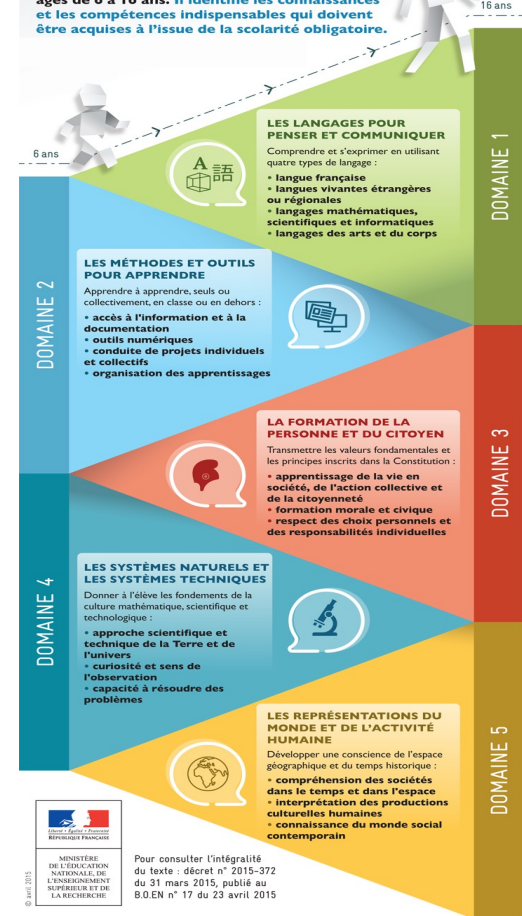 âgés de 6 à 16 ans. Il identifie les connaissances
et les compétences indispensables qui doivent
être acquises à l'issue de la scolarité obligatoire.
16 ans
6 ans
DOMAINE 1
LES LANGAGES POUR
PENSER ET COMMUNIQUER
Comprendre et s'exprimer en utilisant
quatre types de langage :
• langue française
• langues vivantes étrangères
ou régionales
• langages mathématiques,
scientifiques et informatiques
• langages des arts et du corps
A 語
DOMAINE 2
LES MÉTHODES ET OUTILS
POUR APPRENDRE
Apprendre à apprendre, seuls ou
collectivement, en classe ou en dehors :
• accès à l'information et à la
documentation
• outils numériques
• conduite de projets individuels
et collectifs
• organisation des apprentissages
DOMAINE 3
LA FORMATION DE LA
PERSONNE ET DU CITOYEN
Transmettre les valeurs fondamentales et
les principes inscrits dans la Constitution :
• apprentissage de la vie en
société, de l'action collective et
de la citoyenneté
• formation morale et civique
• respect des choix personnels et
des responsabilités individuelles
DOMAINE 4
LES SYSTÈMES NATURELS ET
LES SYSTÈMES TECHNIQUES
Donner à l'élève les fondements de la
culture mathématique, scientifique et
technologique :
• approche scientifique et
technique de la Terre et de
l'univers
• curiosité et sens de
l'observation
• capacité à résoudre des
problèmes
DOMAINE 5
LES REPRÉSENTATIONS DU
MONDE ET DE L'ACTIVITÉ
HUMAINE
Développer une conscience de l'espace
géographique et du temps historique :
• compréhension des sociétés
dans le temps et dans l'espace
• interprétation des productions
culturelles humaines
• connaissance du monde social
contemporain
Liberté • Égalité • Fraternité
RÉPUBLIQUE FRANÇAISE
MINISTÈRE
DE L'ÉDUCATION
NATIONALE, DE
L'ENSEIGNEMENT
SUPÉRIEUR ET DE
LA RECHERCHE
© avril 2015
Pour consulter l'intégralité
du texte : décret n° 2015-372
du 31 mars 2015, publié au
B.O.EN n° 17 du 23 avril 2015